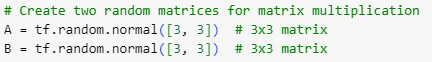 # Create two random matrices for matrix multiplication
A = tf.random.normal([3, 3])  # 3x3 matrix
B = tf.random.normal([3, 3])  # 3x3 matrix